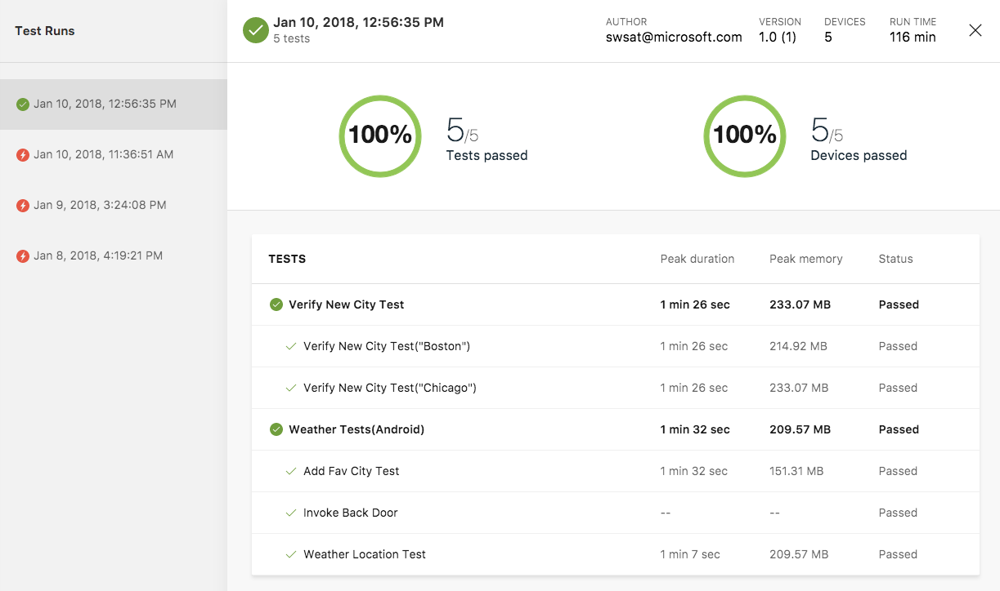 Test Runs
Jan 10, 2018, 12:56:35 PM
Jan 10, 2018, 11:36:51 AM
Jan 9, 2018, 3:24:08 PM
Jan 8, 2018, 4:19:21 PM
Jan 10, 2018, 12:56:35 PM
5 tests
AUTHOR
swsat@microsoft.com
VERSION
1.0 (1)
DEVICES
5
RUN TIME
116 min
100%
5/5
Tests passed
100%
5/5
Devices passed
TESTS Peak duration Peak memory Status
Verify New City Test 1 min 26 sec 233.07 MB Passed
Verify New City Test("Boston") 1 min 26 sec 214.92 MB Passed
Verify New City Test("Chicago") 1 min 26 sec 233.07 MB Passed
Weather Tests(Android) 1 min 32 sec 209.57 MB Passed
Add Fav City Test 1 min 32 sec 151.31 MB Passed
Invoke Back Door -- -- Passed
Weather Location Test 1 min 7 sec 209.57 MB Passed